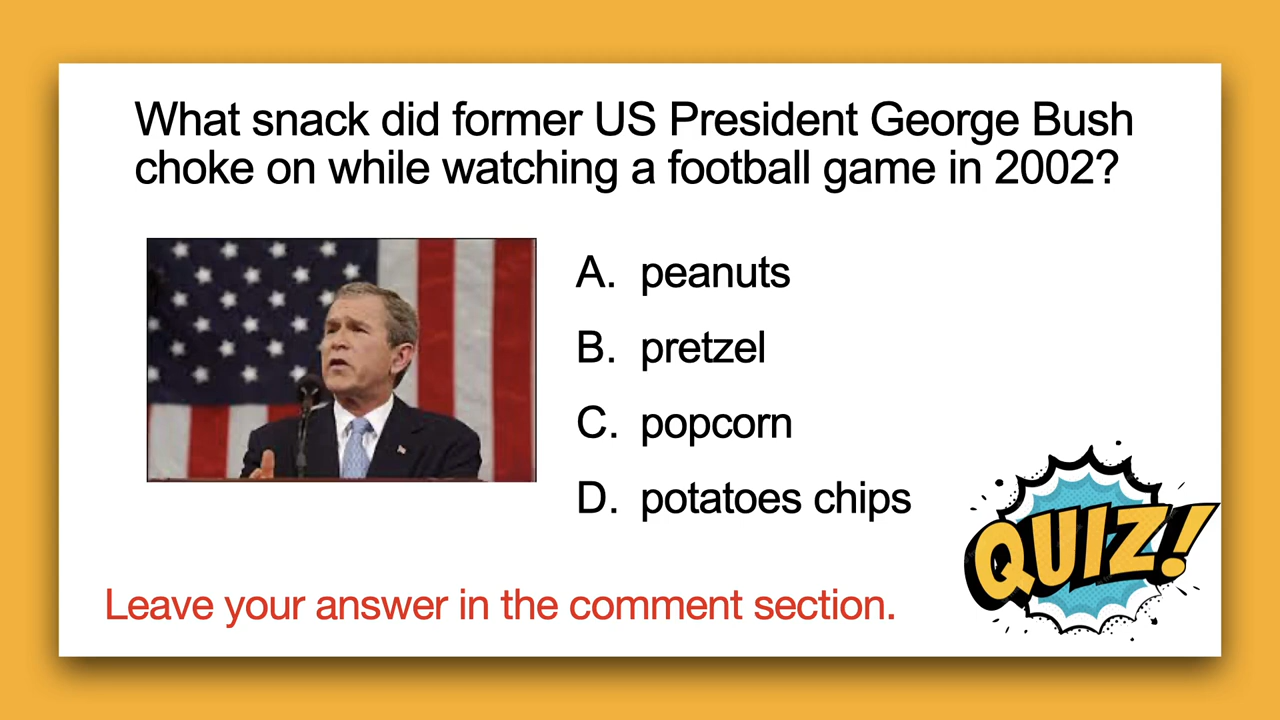 What snack did former US President George Bush
choke on while watching a football game in 2002?
A. peanuts
B. pretzel
C. popcorn
D. potatoes chips
QUIZ!
Leave your answer in the comment section.